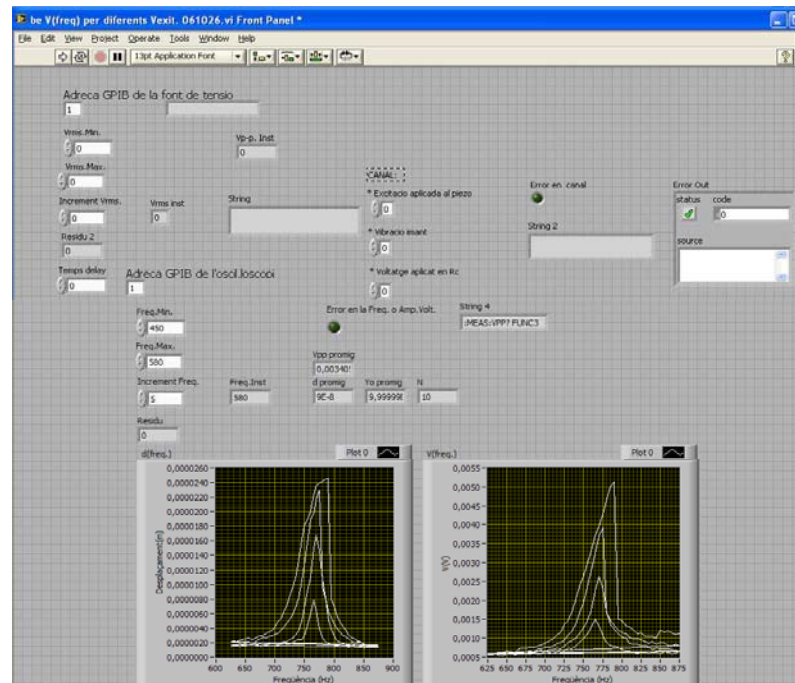 be V(freq) per diferents Vexit. 061026.vi Front Panel *
File Edit View Project Operate Tools Window Help
13pt Application Font
Adreca GPIB de la font de tensio
1
Vrms.Min.
0
Vp-p. Inst
0
Vrms.Max.
0
CANAL:
* Excitacio aplicada al piezo
0
Error en canal
Error Out
status code
0
source
Increment Vrms.
0
Vrms inst
0
String
String 2
Residu 2
0
* Vibracio imant
0
Temps delay
0
Adreca GPIB de l'oscil.loscopi
1
* Voltatge aplicat en Rc
0
Freq.Min.
450
Error en la Freq. o Amp.Volt.
String 4
:MEAS:VPP? FUNC3
Freq.Max.
580
Vpp promig
0,00340
Increment Freq.
5
Freq.Inst
580
d promig
9E-8
Yo promig
9,99999
N
10
Residu
0
d(freq.)
Plot 0
0,0000260
0,0000240
0,0000220
0,0000200
0,0000180
0,0000160
0,0000140
0,0000120
0,0000100
0,0000080
0,0000060
0,0000040
0,0000020
0,0000000
Desplaçament(m)
600 650 700 750 800 850 900
Freqüència (Hz)
V(freq.)
Plot 0
0,0055
0,0050
0,0045
0,0040
0,0035
0,0030
0,0025
0,0020
0,0015
0,0010
0,0005
V(V)
625 650 675 700 725 750 775 800 825 850 875
Freqüència (Hz)